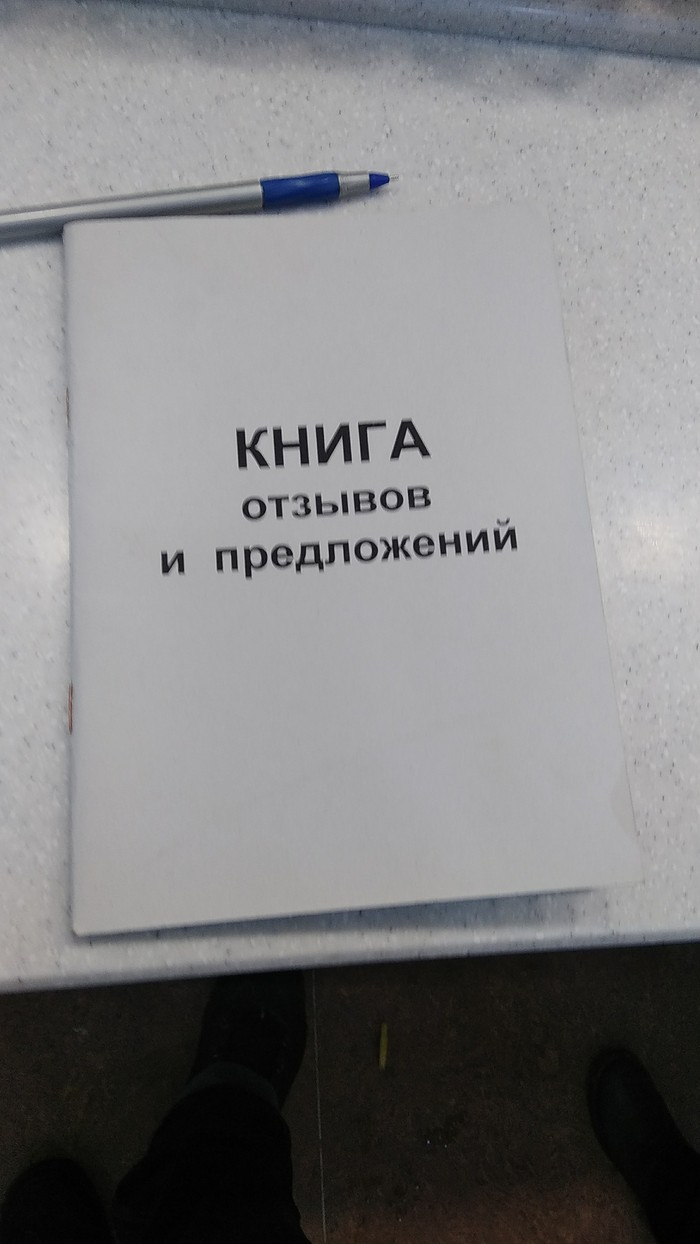 КНИГА
отзывов
и предложений